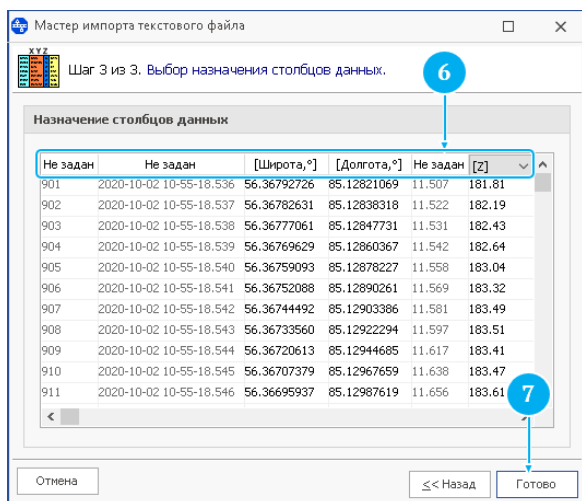 Мастер импорта текстового файла
XYZ
Шаг 3 из 3. Выбор назначения столбцов данных.
6
Назначение столбцов данных
Не задан Не задан [Широта,°] [Долгота,°] Не задан [Z]
901 2020-10-02 10-55-18.536 56.36792726 85.12821069 11.507 181.81
902 2020-10-02 10-55-18.537 56.36782631 85.12838318 11.522 182.19
903 2020-10-02 10-55-18.538 56.36777061 85.12847731 11.531 182.43
904 2020-10-02 10-55-18.539 56.36769629 85.12860367 11.542 182.64
905 2020-10-02 10-55-18.540 56.36759093 85.12878227 11.558 183.04
906 2020-10-02 10-55-18.541 56.36752088 85.12890261 11.569 183.32
907 2020-10-02 10-55-18.542 56.36744492 85.12903386 11.581 183.49
908 2020-10-02 10-55-18.543 56.36733560 85.12922294 11.597 183.51
909 2020-10-02 10-55-18.544 56.36720613 85.12944685 11.617 183.41
910 2020-10-02 10-55-18.545 56.36707379 85.12967659 11.638 183.47
911 2020-10-02 10-55-18.546 56.36695937 85.12987619 11.656 183.61
7
Отмена << Назад Готово